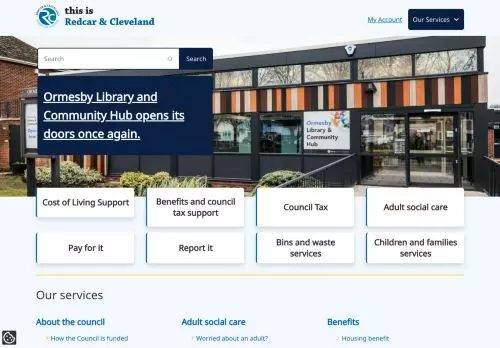 this is
Redcar & Cleveland
My Account
Our Services
Search
Search
Ormesby Library and
Community Hub opens its
doors once again.
Ormesby
Library &
Community
Hub
Cost of Living Support
Benefits and council
tax support
Council Tax
Adult social care
Pay for it
Report it
Bins and waste
services
Children and families
services
Our services
About the council
Adult social care
Benefits
How the Council is funded
Worried about an adult?
Housing benefit